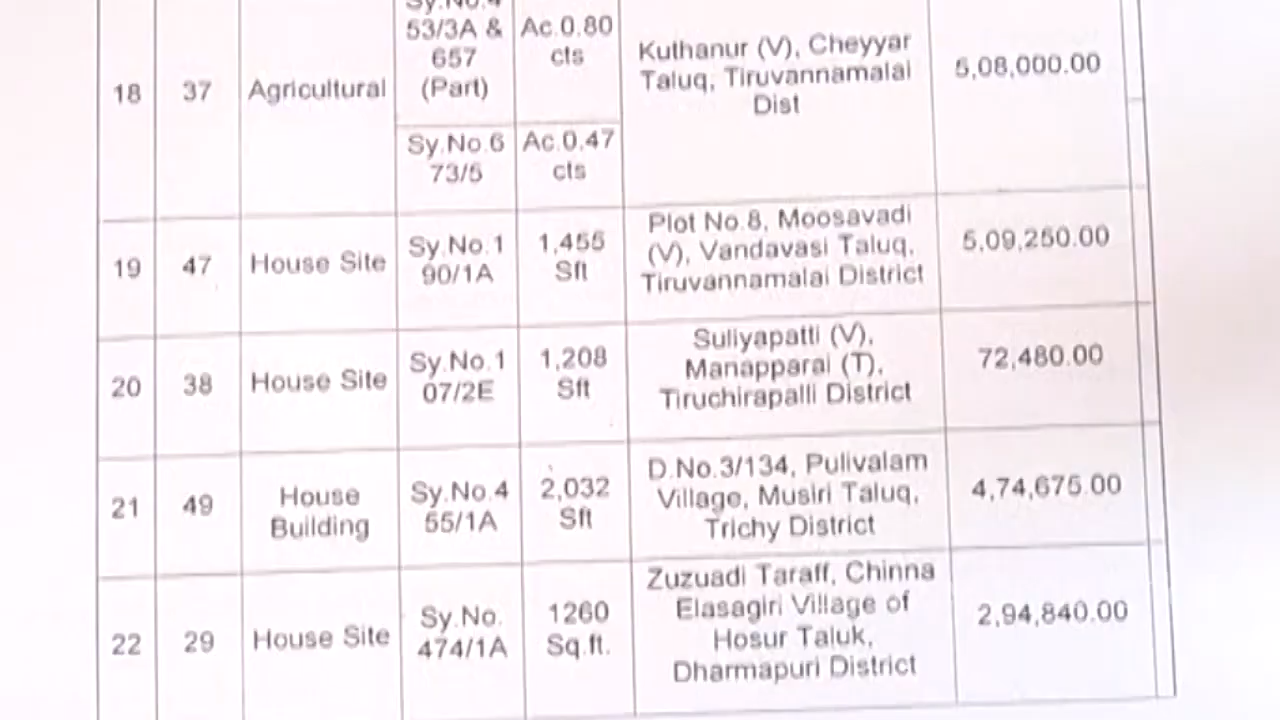 Sy.No.4
53/3A &
657
(Part)
Ac.0.80
cts
Kuthanur (V), Cheyyar
Taluq, Tiruvannamalai
Dist
5,08,000.00
18
37
Agricultural
Sy.No.6
73/5
Ac.0.47
cts
19
47
House Site
Sy.No.1
90/1A
1,455
Sft
Plot No.8, Moosavadi
(V), Vandavasi Taluq,
Tiruvannamalai District
5,09,250.00
20
38
House Site
Sy.No.1
07/2E
1,208
Sft
Suliyapatti (V),
Manapparai (T),
Tiruchirapalli District
72,480.00
21
49
House
Building
Sy.No.4
55/1A
2,032
Sft
D.No.3/134, Pulivalam
Village, Musiri Taluq,
Trichy District
4,74,675.00
22
29
House Site
Sy.No.
474/1A
1260
Sq.ft.
Zuzuadi Taraff, Chinna
Elasagiri Village of
Hosur Taluk,
Dharmapuri District
2,94,840.00